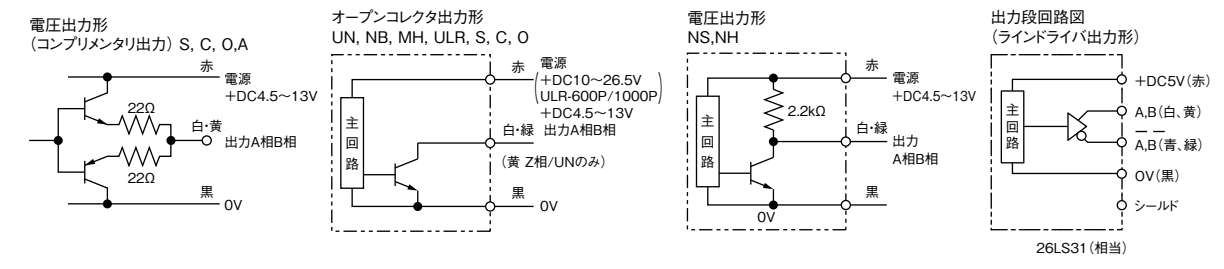 電圧出力形
(コンプリメンタリ出力) S, C, O,A
赤
電源
+DC4.5〜13V
22Ω
白・黄
出力A相B相
22Ω
黒
0V
オープンコレクタ出力形
UN, NB, MH, ULR, S, C, O
主回路
赤
電源
+DC10〜26.5V
ULR-600P/1000P
+DC4.5〜13V
白・緑 出力A相B相
(黄 Z相/UNのみ)
黒
0V
電圧出力形
NS,NH
主回路
2.2kΩ
赤
電源
+DC4.5〜13V
白・緑
出力
A相B相
黒
0V
出力段回路図
(ラインドライバ出力形)
主回路
+DC5V(赤)
A,B(白、黄)
A̅,B̅(青、緑)
0V(黒)
シールド
26LS31(相当)